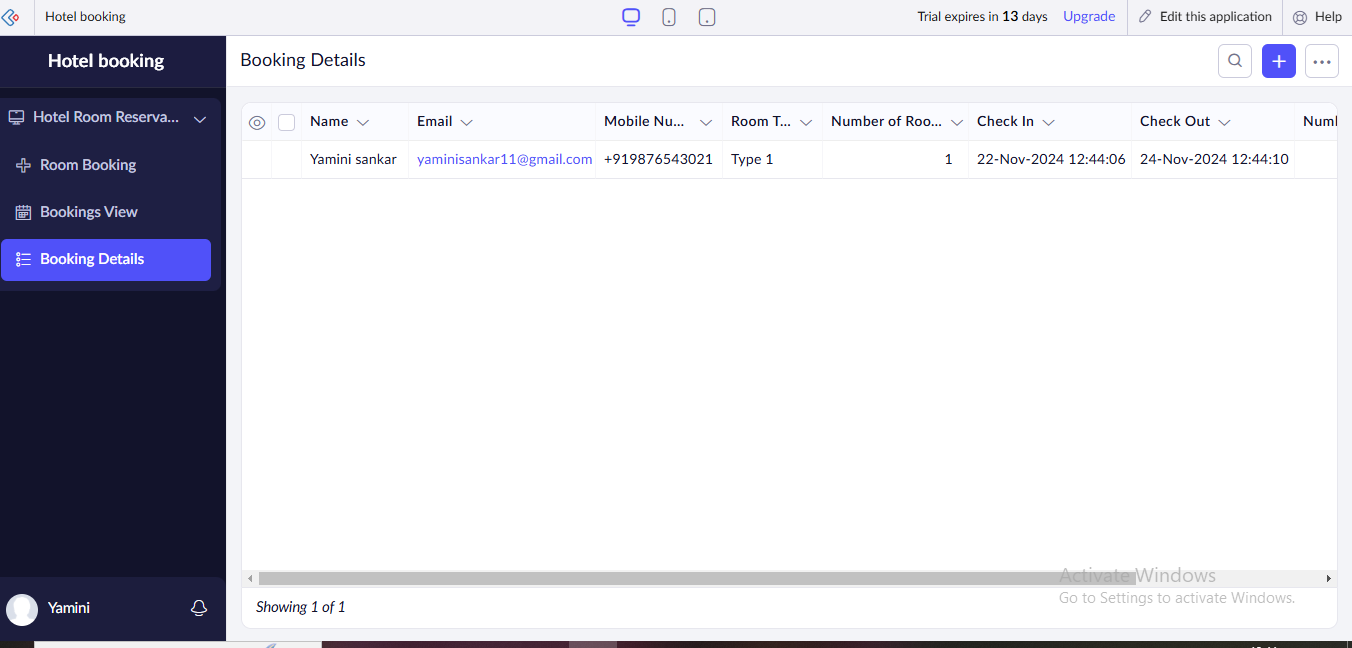 Hotel booking
Trial expires in 13 days Upgrade Edit this application Help
Hotel booking
Booking Details
Hotel Room Reserva...
Room Booking
Bookings View
Booking Details
Name Email Mobile Nu... Room T... Number of Roo... Check In Check Out
Yamini sankar yaminisankar11@gmail.com +919876543021 Type 1 1 22-Nov-2024 12:44:06 24-Nov-2024 12:44:10
Activate Windows
Go to Settings to activate Windows.
Showing 1 of 1
Yamini